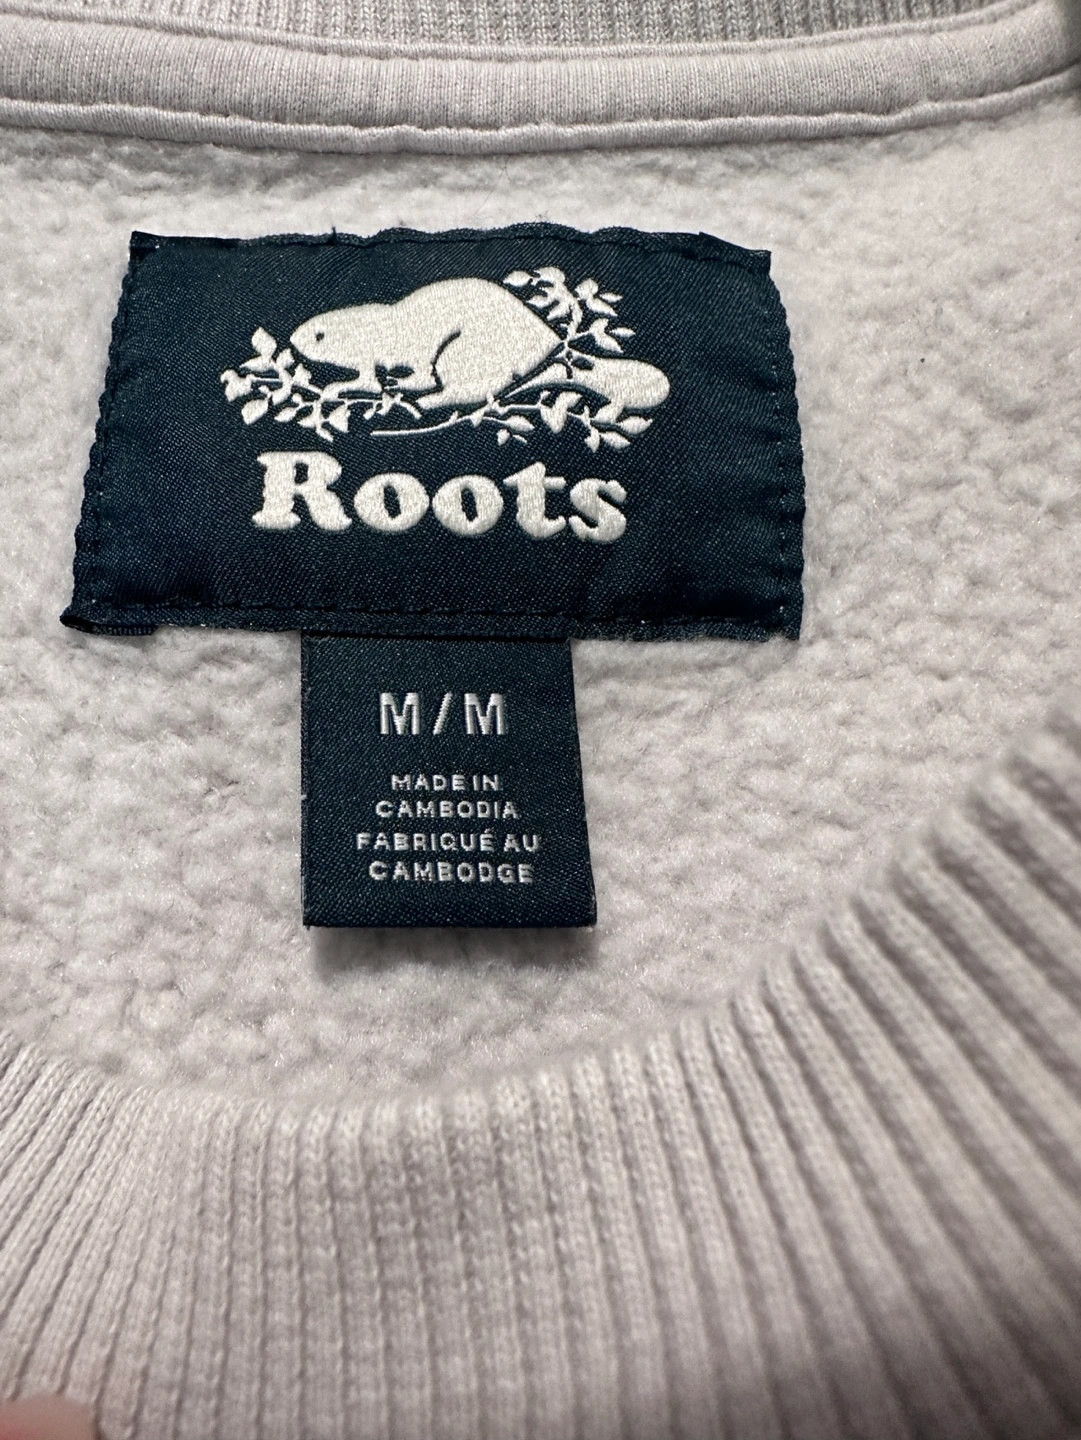 Roots
M/M
MADE IN
CAMBODIA
FABRIQUÉ AU
CAMBODGE